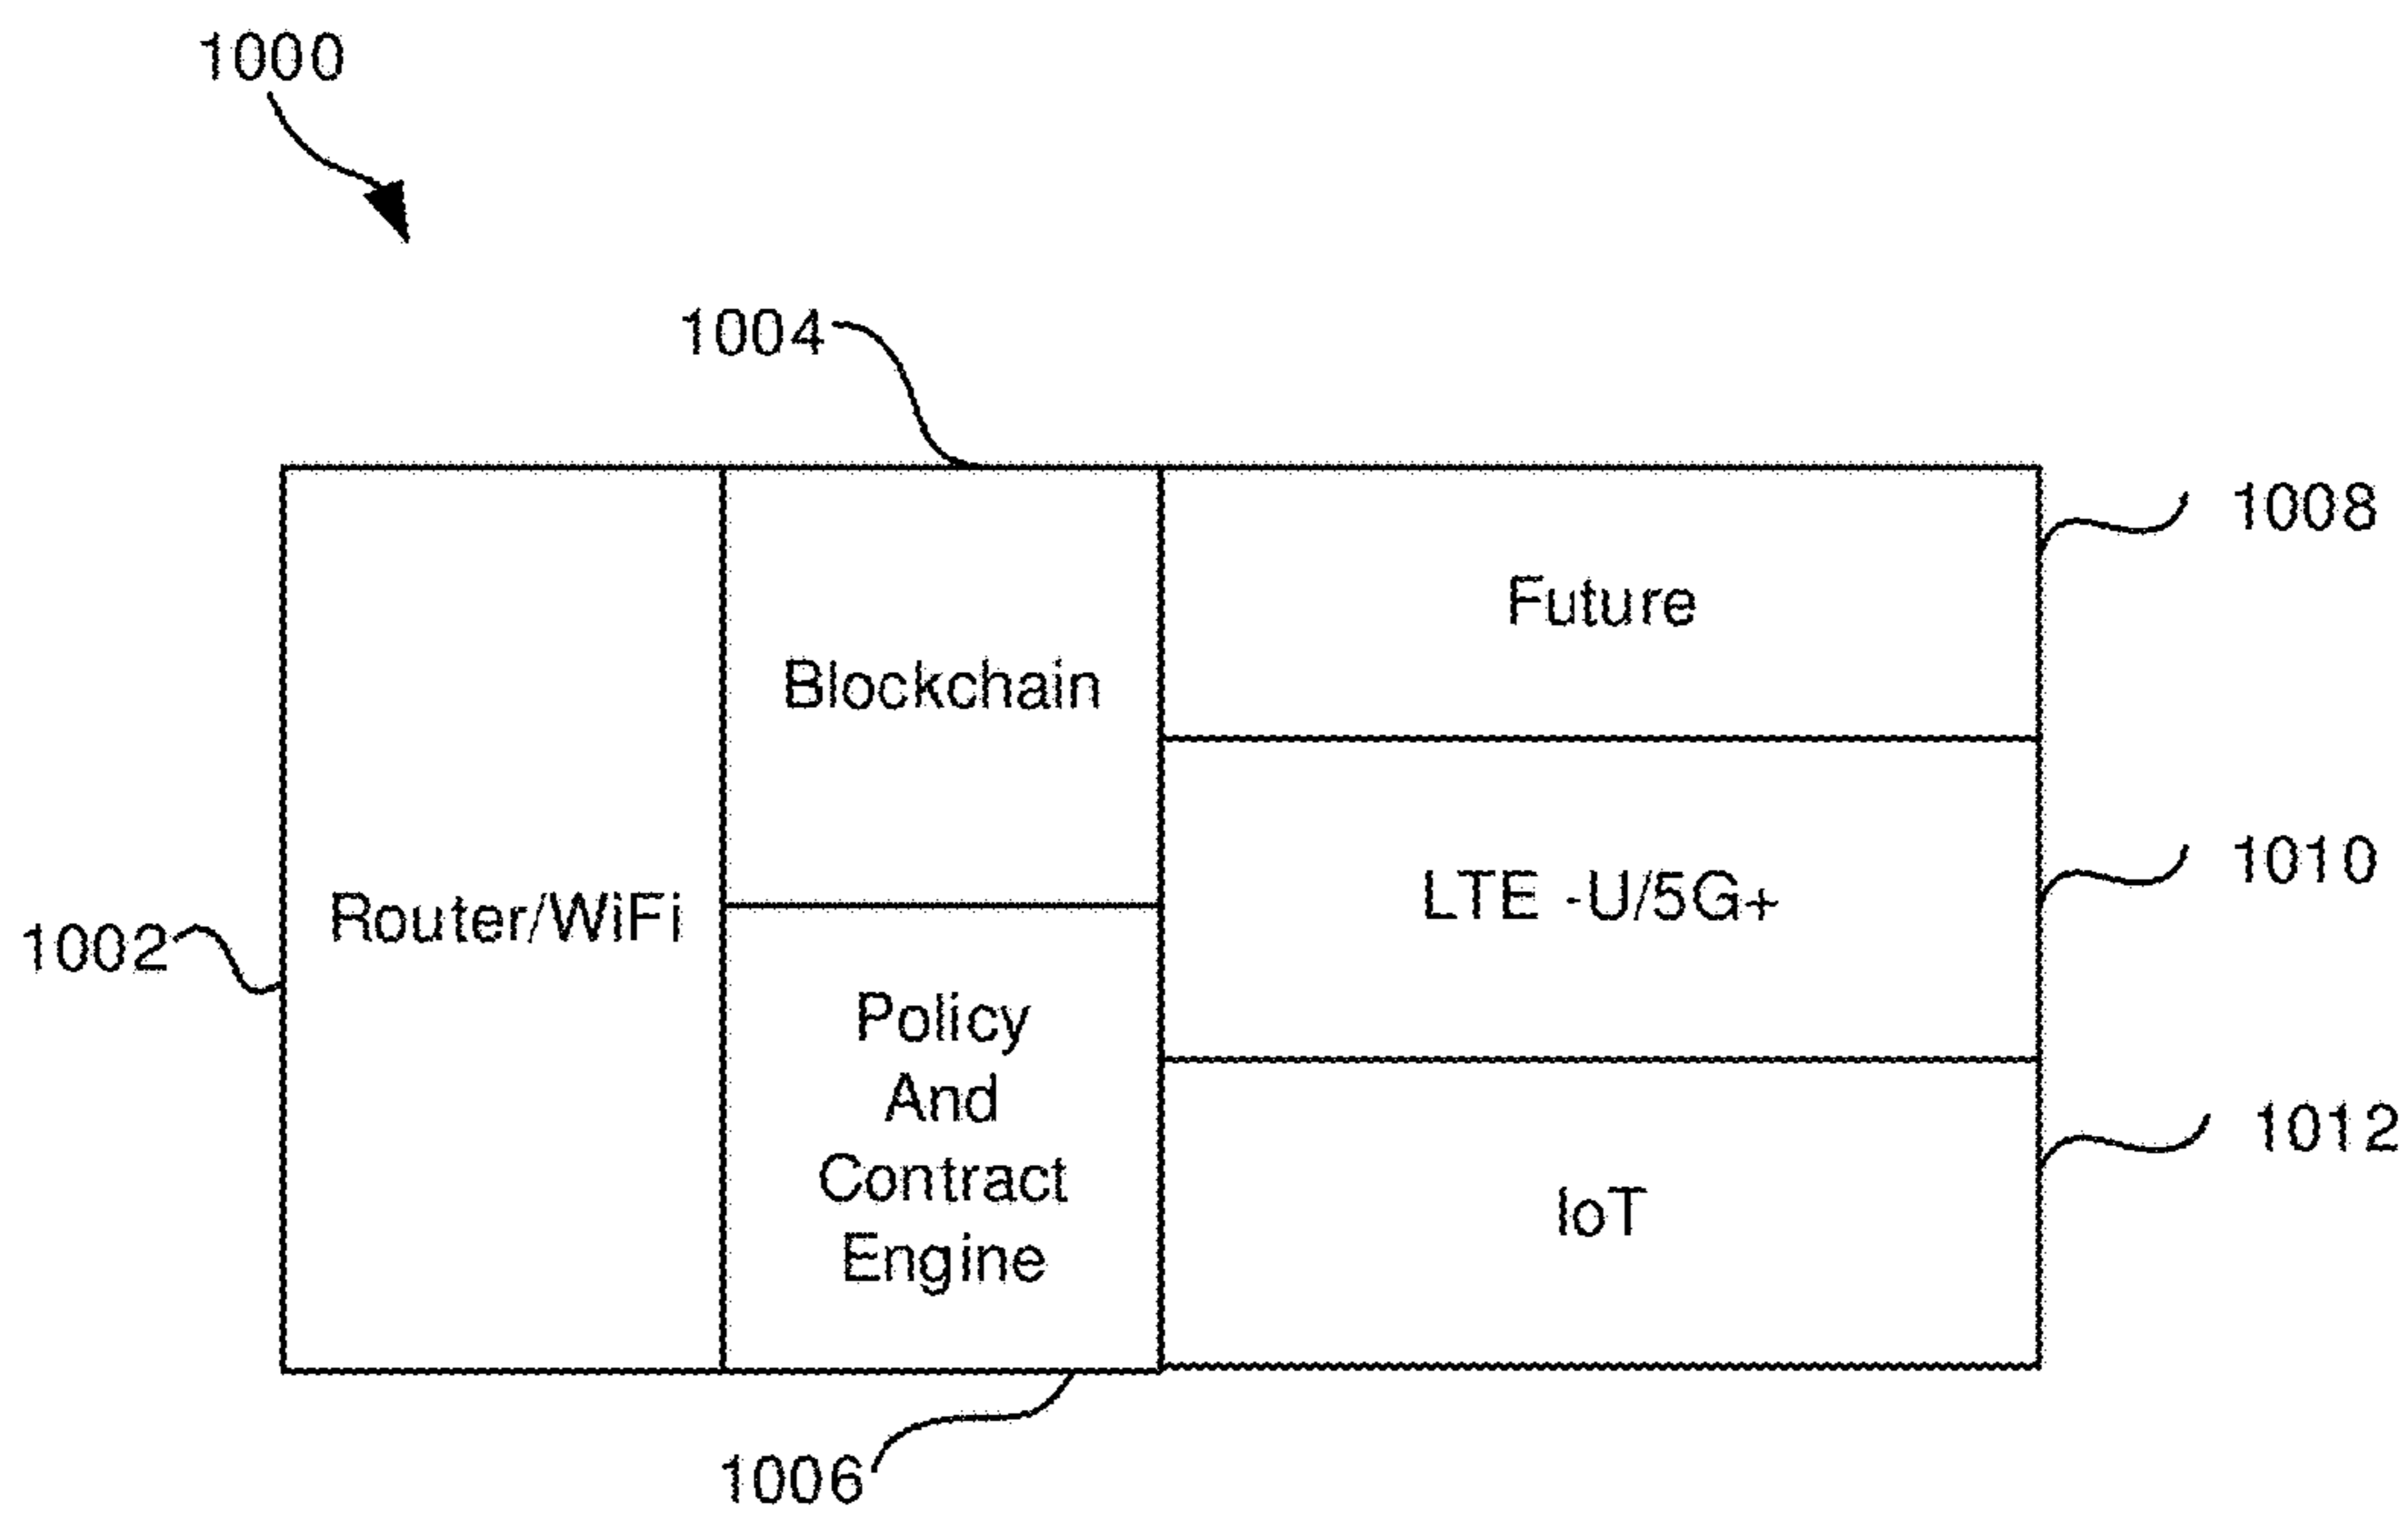 1000
1004
1008
Future
Blockchain
1010
LTE -U/5G+
Router/WiFi
1002
Policy
And
Contract
Engine
1012
IoT
1006